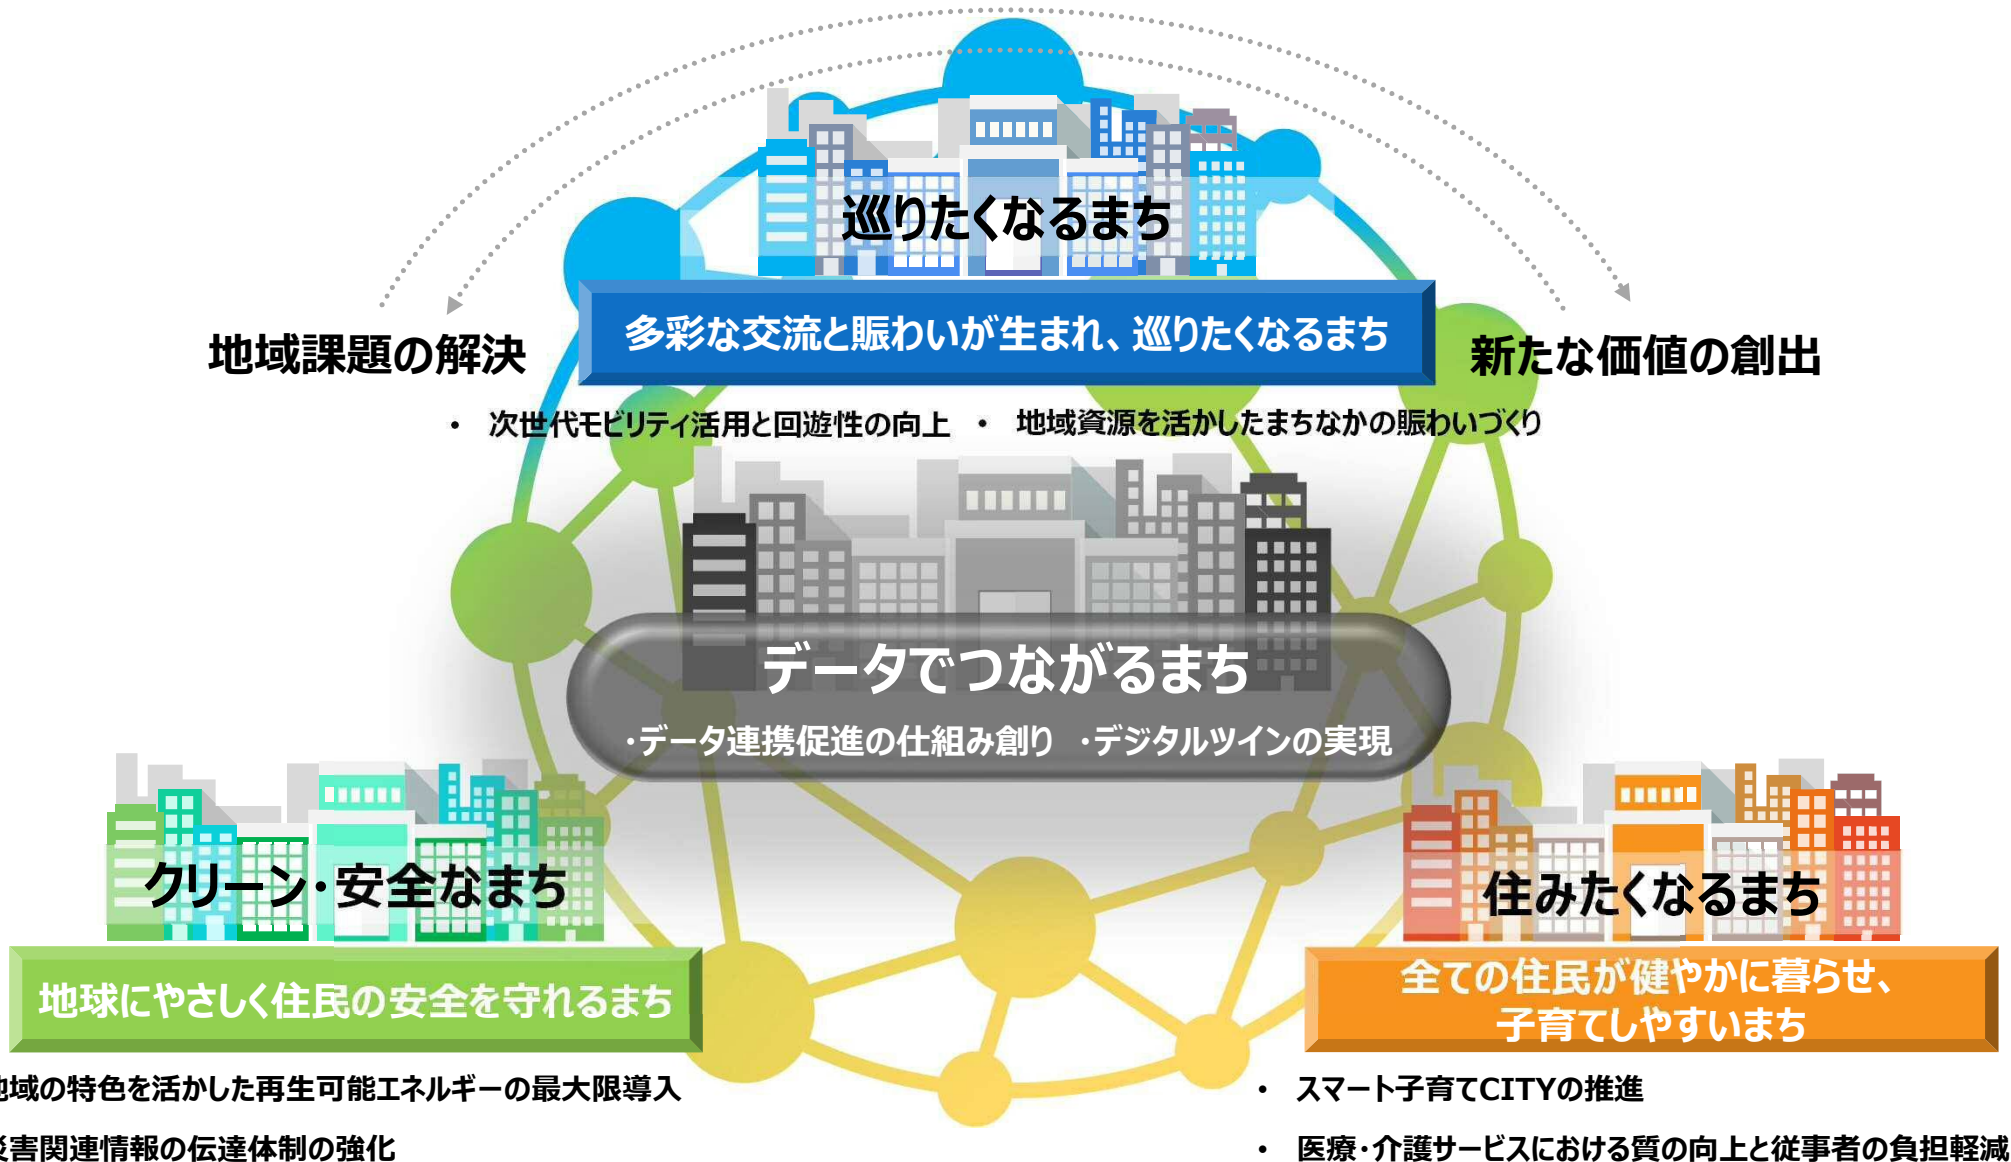 巡りたくなるまち
多彩な交流と賑わいが生まれ、巡りたくなるまち
地域課題の解決
新たな価値の創出
・ 次世代モビリティ活用と回遊性の向上 ・ 地域資源を活かしたまちなかの賑わいづくり
データでつながるまち
・データ連携促進の仕組み創り ・デジタルツインの実現
クリーン・安全なまち
地球にやさしく住民の安全を守れるまち
地域の特色を活かした再生可能エネルギーの最大限導入
災害関連情報の伝達体制の強化
住みたくなるまち
全ての住民が健やかに暮らせ、
子育てしやすいまち
・ スマート子育てCITYの推進
・ 医療・介護サービスにおける質の向上と従事者の負担軽減